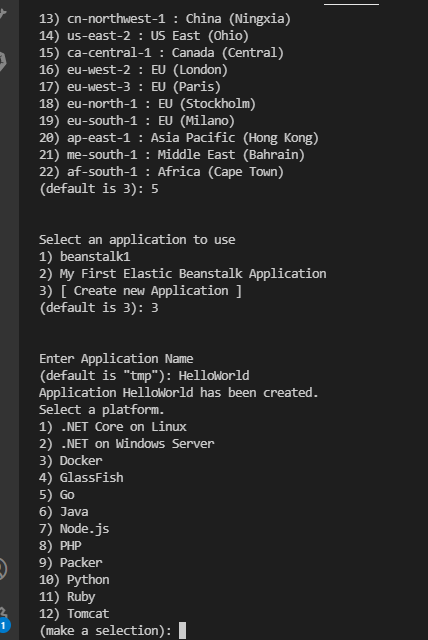 13) cn-northwest-1 : China (Ningxia)
14) us-east-2 : US East (Ohio)
15) ca-central-1 : Canada (Central)
16) eu-west-2 : EU (London)
17) eu-west-3 : EU (Paris)
18) eu-north-1 : EU (Stockholm)
19) eu-south-1 : EU (Milano)
20) ap-east-1 : Asia Pacific (Hong Kong)
21) me-south-1 : Middle East (Bahrain)
22) af-south-1 : Africa (Cape Town)
(default is 3): 5
Select an application to use
1) beanstalk1
2) My First Elastic Beanstalk Application
3) [ Create new Application ]
(default is 3): 3
Enter Application Name
(default is "tmp"): HelloWorld
Application HelloWorld has been created.
Select a platform.
1) .NET Core on Linux
2) .NET on Windows Server
3) Docker
4) GlassFish
5) Go
6) Java
7) Node.js
8) PHP
9) Packer
10) Python
11) Ruby
12) Tomcat
(make a selection):
1